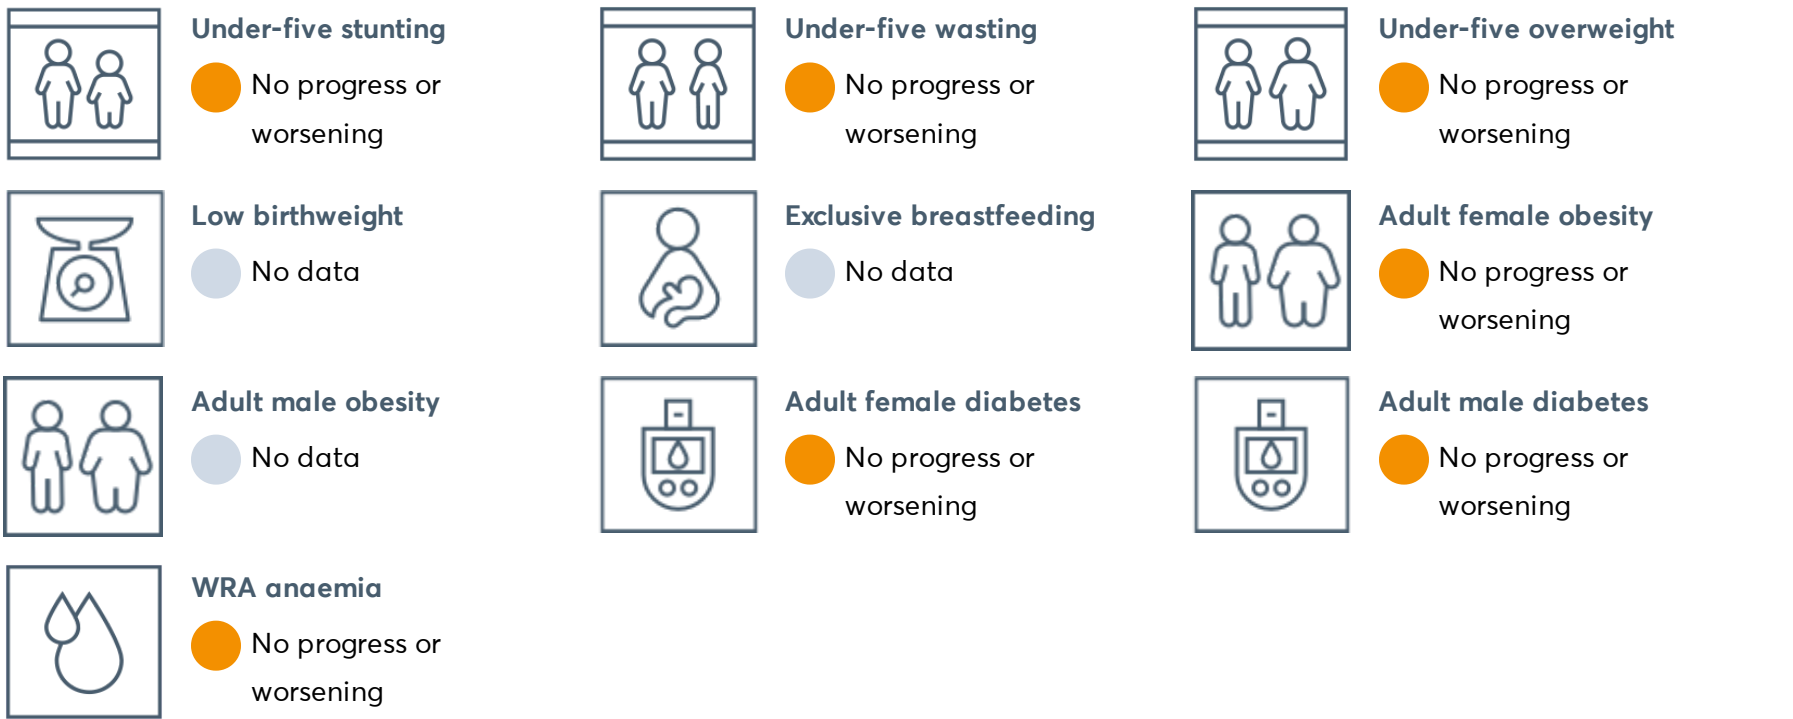 Under-five stunting
No progress or
worsening
Under-five wasting
No progress or
worsening
Under-five overweight
No progress or
worsening
Low birthweight
No data
Exclusive breastfeeding
No data
Adult female obesity
No progress or
worsening
Adult male obesity
No data
Adult female diabetes
No progress or
worsening
Adult male diabetes
No progress or
worsening
WRA anaemia
No progress or
worsening